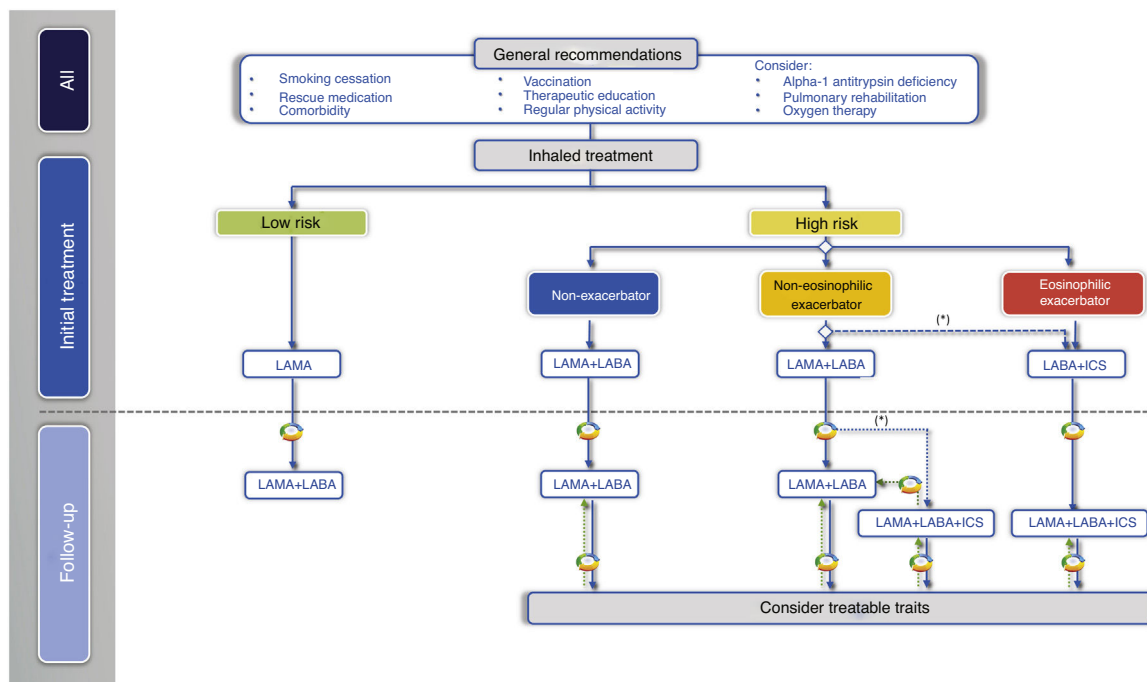 All
General recommendations
• Smoking cessation
• Rescue medication
• Comorbidity
• Vaccination
• Therapeutic education
• Regular physical activity
Consider:
• Alpha-1 antitrypsin deficiency
• Pulmonary rehabilitation
• Oxygen therapy
Initial treatment
Inhaled treatment
Low risk
High risk
Non-exacerbator
Non-eosinophilic
exacerbator
Eosinophilic
exacerbator
(*)
LAMA
LAMA+LABA
LAMA+LABA
LABA+ICS
Follow-up
(*)
LAMA+LABA
LAMA+LABA
LAMA+LABA
LAMA+LABA+ICS
LAMA+LABA+ICS
Consider treatable traits